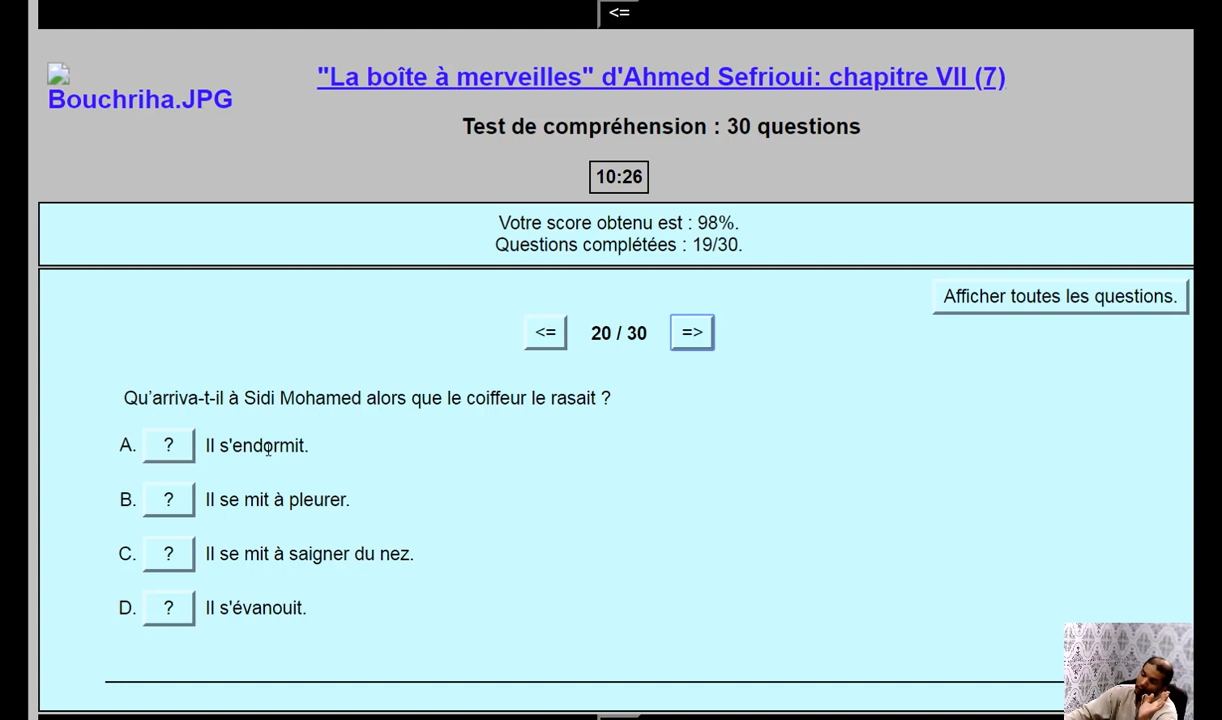 <=
Bouchriha.JPG
"La boîte à merveilles" d'Ahmed Sefrioui: chapitre VII (7)
Test de compréhension : 30 questions
10:26
Votre score obtenu est : 98%.
Questions complétées : 19/30.
Afficher toutes les questions.
<= 20 / 30 =>
Qu'arriva-t-il à Sidi Mohamed alors que le coiffeur le rasait ?
A. ? Il s'endormit.
B. ? Il se mit à pleurer.
C. ? Il se mit à saigner du nez.
D. ? Il s'évanouit.